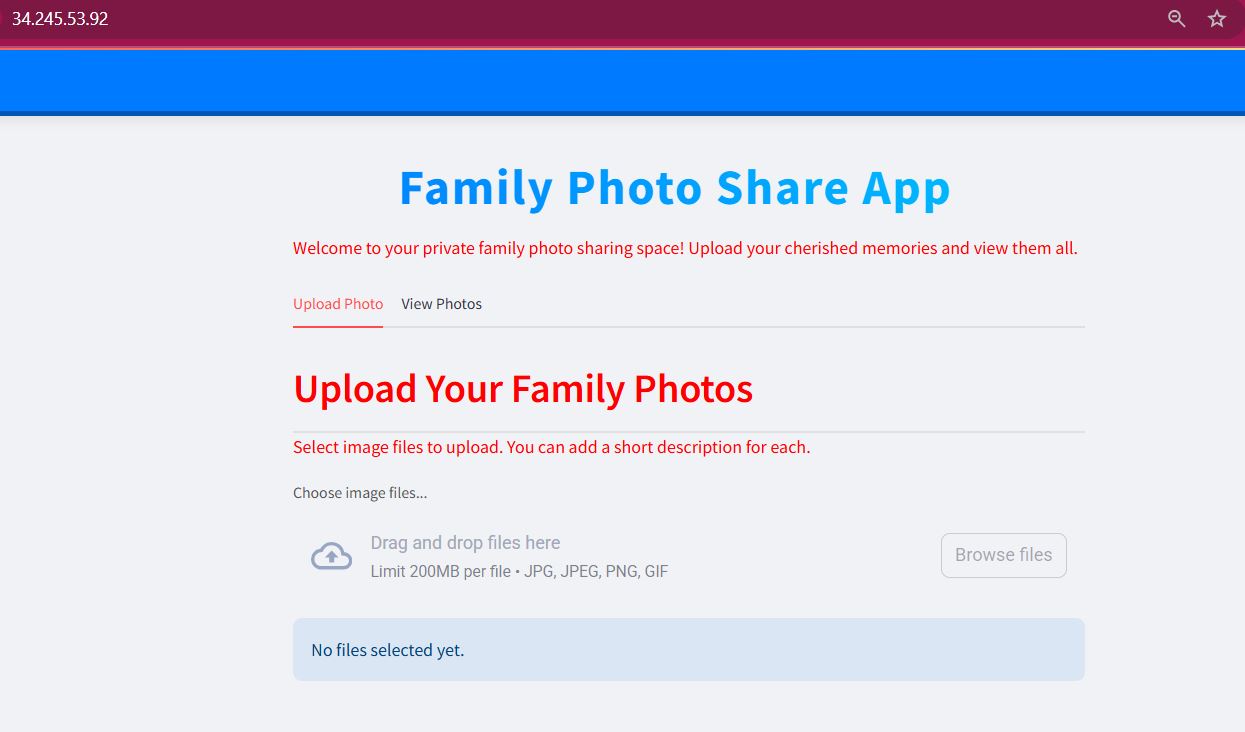 34.245.53.92
Family Photo Share App
Welcome to your private family photo sharing space! Upload your cherished memories and view them all.
Upload Photo View Photos
Upload Your Family Photos
Select image files to upload. You can add a short description for each.
Choose image files...
Drag and drop files here
Limit 200MB per file • JPG, JPEG, PNG, GIF
Browse files
No files selected yet.